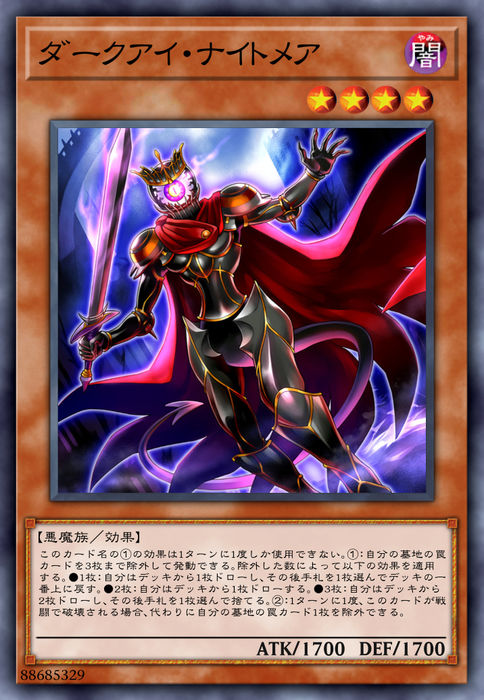 ダークアイ・ナイトメア
やみ
闇
【悪魔族/効果】
このカード名の①の効果は1ターンに1度しか使用できない。①:自分の墓地の罠
カードを3枚まで除外して発動できる。除外した数によって以下の効果を適用
する。●1枚:自分はデッキから1枚ドローし、その後手札を1枚選んでデッキの一
番上に戻す。●2枚:自分はデッキから1枚ドローする。●3枚:自分はデッキから
2枚ドローし、その後手札を1枚選んで捨てる。②:1ターンに1度、このカードが戦
闘で破壊される場合、代わりに自分の墓地の罠カード1枚を除外できる。
ATK/1700 DEF/1700
88685329